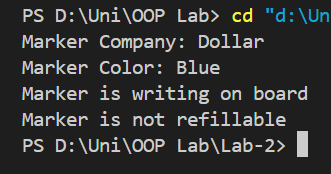 PS D:\Uni\OOP Lab> cd "d:\Un
Marker Company: Dollar
Marker Color: Blue
Marker is writing on board
Marker is not refillable
PS D:\Uni\OOP Lab\Lab-2>